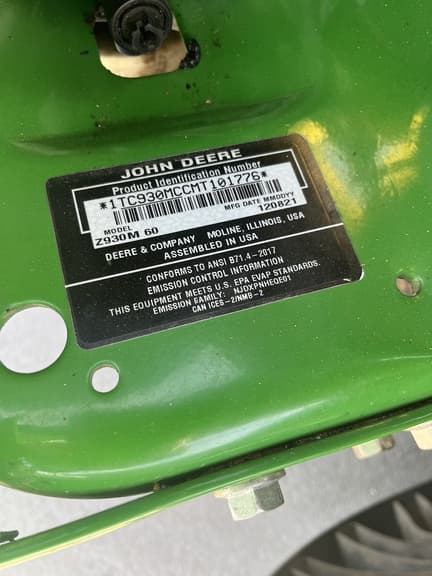 JOHN DEERE
Product Identification Number
*1TC930MCCMT101776*
MODEL
Z930M 60
MFG DATE MMDDYY
120821
DEERE & COMPANY MOLINE, ILLINOIS, USA
ASSEMBLED IN USA
CONFORMS TO ANSI B71.4-2017
EMISSION CONTROL INFORMATION
THIS EQUIPMENT MEETS U.S. EPA EVAP STANDARDS.
EMISSION FAMILY: NJDXPNHEQE01
CAN ICES-2/NMB-2